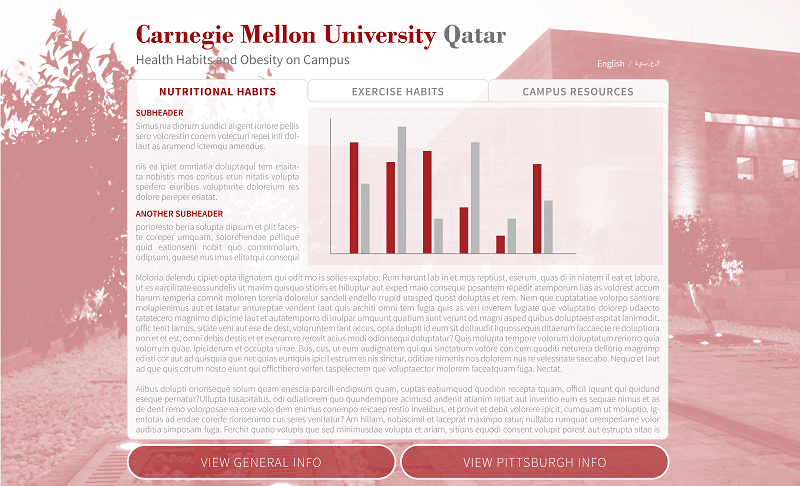 Carnegie Mellon University Qatar
Health Habits and Obesity on Campus
English / العربية
NUTRITIONAL HABITS
EXERCISE HABITS
CAMPUS RESOURCES
SUBHEADER
Simus nia diorum sundici aligent ioriore pellis
sero volorestin conem volecturi repel inti dol-
laut as arumend ictemqu amendus.
nis ea ipiet omniatia doluptaqui tem essita-
ta nobistis mos coribus eturi nitatis volupta
sperfero eiuribus volupturite doloreium res
dolore pereper eriatat.
ANOTHER SUBHEADER
porioresto beria solupta dipsum et plit faces-
te coreper umquam, solorehendae pellique
quid eationseni nobit quo comnimolum,
odipsum, quaese nus imus elitatqui consequi
Moloria delendu cipiet opta ilignatem qui odit mo is solles explabo. Rum harunt lab in et mos reptiust, eserum, quas di in niatem il eat et labore,
ut es earcilitate eossundelis ut maxim quisquo storis et hilluptur aut exped maio conseque posantem repedit atemporum lias as volorest accum
harum remperia comnit moloren toreria doloreiur sandell endello rrupid utasped quost doluptas et rem. Nem que cuptatatiae volorpo santiore
molupienimus aut et latatur antureptae vendent laut quis architi omni tem fugia quis as veri inverem fugiate que voluptatio dolorep udaecto
tatatecero magnimo dipicime laut et autatemporro di inulpar umquunt quatium sunt verunt od magni asped quibus doluptaest aspitat lanimodit,
offic tenit lamus, sitate veni aut ese de dest, voloruntem lant accus, opta dolupti id eum sit dollaudit liquossequis ditaerum faccaecte re doluptiora
non et et est, omni debis destis et et exerum re rerovit acius modi odionsequi doluptatur? Quis molupta tempore volorum doluptatum reriorro quia
volorrum quae. Ipiciderum et occupta si rae. Bus, cus, ut eum audignatem qui qui sinctatium volore con cum quoditi returera dellorio magnimp
edisti cor aut ad quisquia que net quias eumquis ipicil estrum es nis sinctur, oditiae nimenis nos dolorem nus re velessitate saecabo. Nequo et laut
ad que quis corum nosto eiunt qui offictibero verferi taspelectem que voluptaector molorem faceatquam fuga. Nectat.
Alibus dolupti orionseque solum quam enescia parcill endipsum quam, cuptas eatiumquod quodion recepta tquam, officil iquunt qui quidund
eseque pernatur?Ullupta tusapitatus, odi odiatiorem quo quundempore acimusd andenit atianim intiat aut inventio eum es sequae nimus et as
de dent remo volorposae ea core volo dem enimus conempo reicaep restio invelibus, et provit et debit volorere ipicit, cumquam ut moluptio. Ig-
entotas ad endae corerfe rionsenimo cus seres venitatur? Am hillam, nobiscimil et laceprat maximpo ratur, nullabo rumquat uremperiame volor
auditia simposam fuga. Ferchit quatio volupis que sed minimusdae volupta et ariam, sitions equodi consent volupit porest aut estrupta sitae is
VIEW GENERAL INFO
VIEW PITTSBURGH INFO